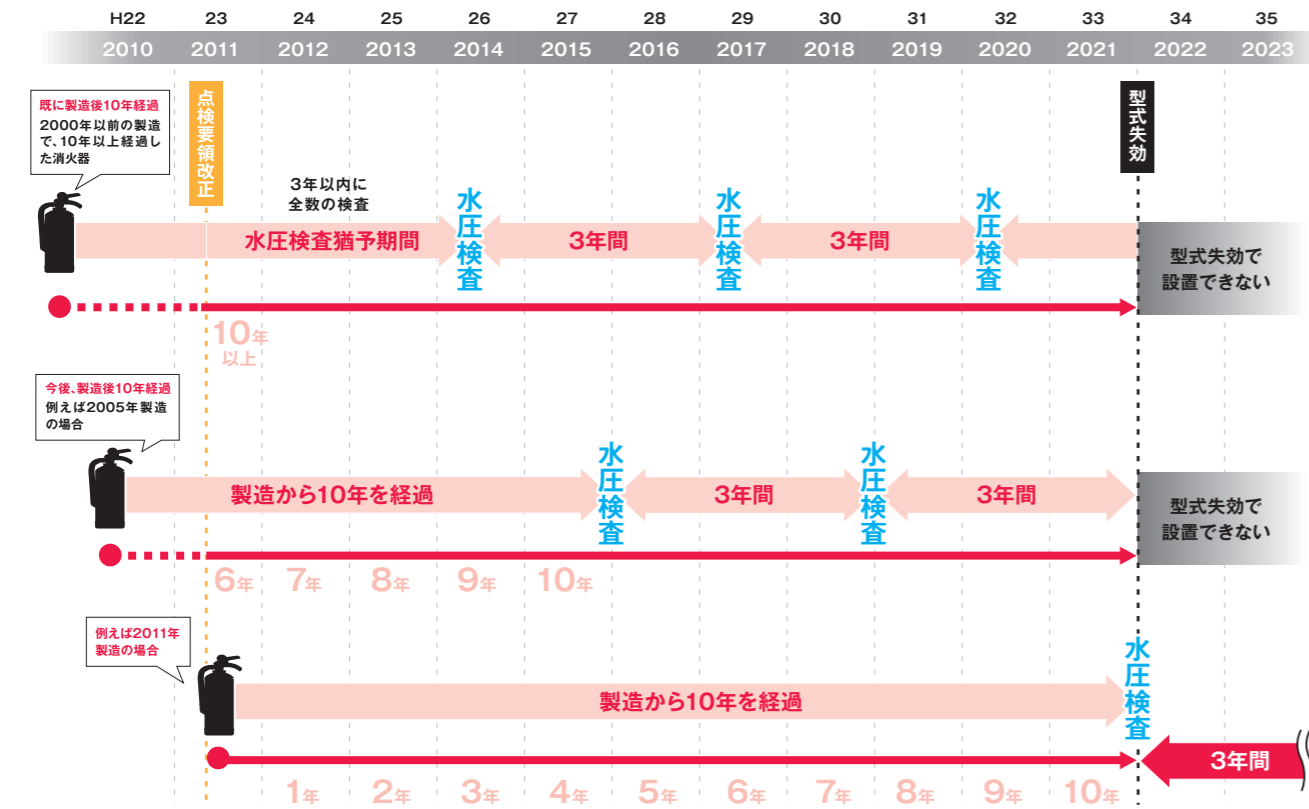 H22 23 24 25 26 27 28 29 30 31 32 33 34 35
2010 2011 2012 2013 2014 2015 2016 2017 2018 2019 2020 2021 2022 2023
点検要領改正
型式失効
既に製造後10年経過
2000年以前の製造
で、10年以上経過し
た消火器
3年以内に
全数の検査
水圧検査猶予期間
水圧検査
3年間
水圧検査
3年間
水圧検査
型式失効で
設置できない
10年
以上
今後、製造後10年経過
例えば2005年製造
の場合
製造から10年を経過
水圧検査
3年間
水圧検査
3年間
型式失効で
設置できない
6年 7年 8年 9年 10年
例えば2011年
製造の場合
製造から10年を経過
水圧検査
3年間
1年 2年 3年 4年 5年 6年 7年 8年 9年 10年